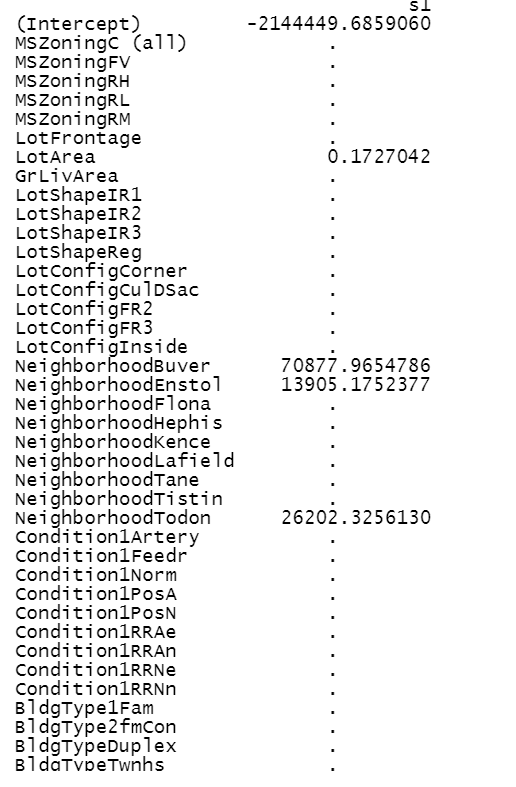 s1
(Intercept) -2144449.6859060
MSZoningC (all) .
MSZoningFV .
MSZoningRH .
MSZoningRL .
MSZoningRM .
LotFrontage .
LotArea 0.1727042
GrLivArea .
LotShapeIR1 .
LotShapeIR2 .
LotShapeIR3 .
LotShapeReg .
LotConfigCorner .
LotConfigCulDSac .
LotConfigFR2 .
LotConfigFR3 .
LotConfigInside .
NeighborhoodBuver 70877.9654786
NeighborhoodEnstol 13905.1752377
NeighborhoodFlona .
NeighborhoodHephis .
NeighborhoodKence .
NeighborhoodLafield .
NeighborhoodTane .
NeighborhoodTistin .
NeighborhoodTodon 26202.3256130
Condition1Artery .
Condition1Feedr .
Condition1Norm .
Condition1PosA .
Condition1PosN .
Condition1RRAe .
Condition1RRAn .
Condition1RRNe .
Condition1RRNn .
BldgType1Fam .
BldgType2fmCon .
BldgTypeDuplex .
BldgTypeTwnhs .